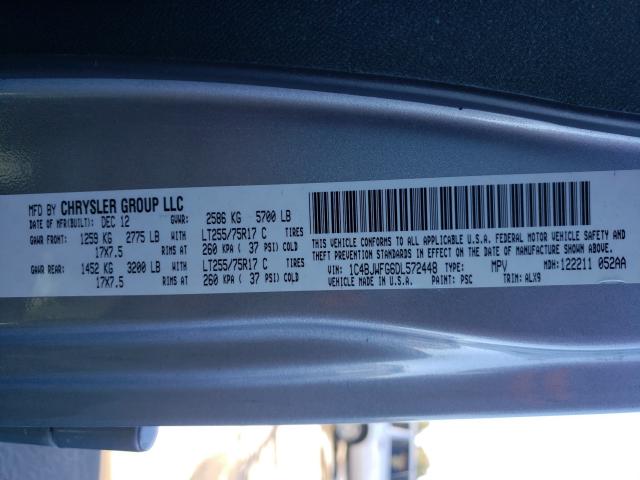 MFD BY CHRYSLER GROUP LLC
DATE OF MFR(BUILT): DEC 12 GVWR: 2586 KG 5700 LB
GAWR FRONT: 1259 KG 2775 LB WITH LT255/75R17 C TIRES
17X7.5 RIMS AT 260 KPA ( 37 PSI) COLD
GAWR REAR: 1452 KG 3200 LB WITH LT255/75R17 C TIRES
17X7.5 RIMS AT 260 KPA ( 37 PSI) COLD
THIS VEHICLE CONFORMS TO ALL APPLICABLE U.S.A. FEDERAL MOTOR VEHICLE SAFETY
AND THEFT PREVENTION STANDARDS IN EFFECT ON THE DATE OF MANUFACTURE SHOWN ABOVE.
VIN: 1C4BJWFG6DL572448 TYPE: MPV MDH: 122211 052AA
VEHICLE MADE IN U.S.A. PAINT: PSC TRIM: ALX9